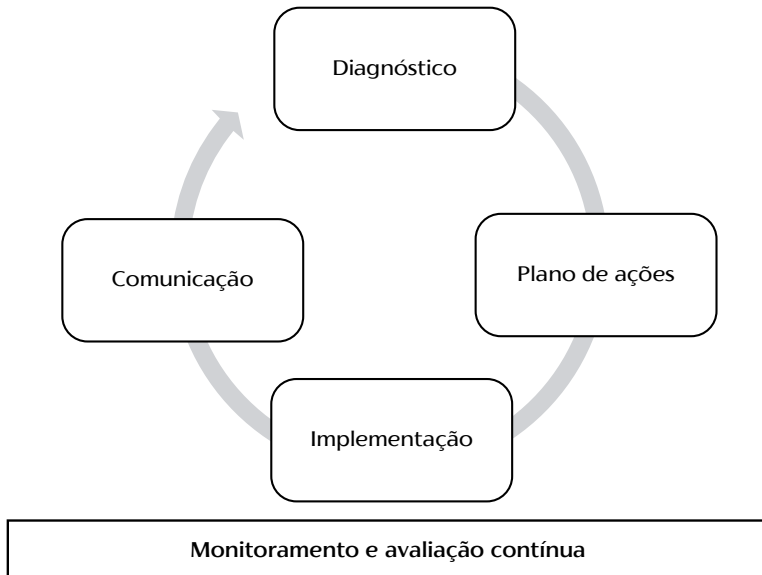 Diagnóstico
Plano de ações
Implementação
Comunicação
Monitoramento e avaliação contínua